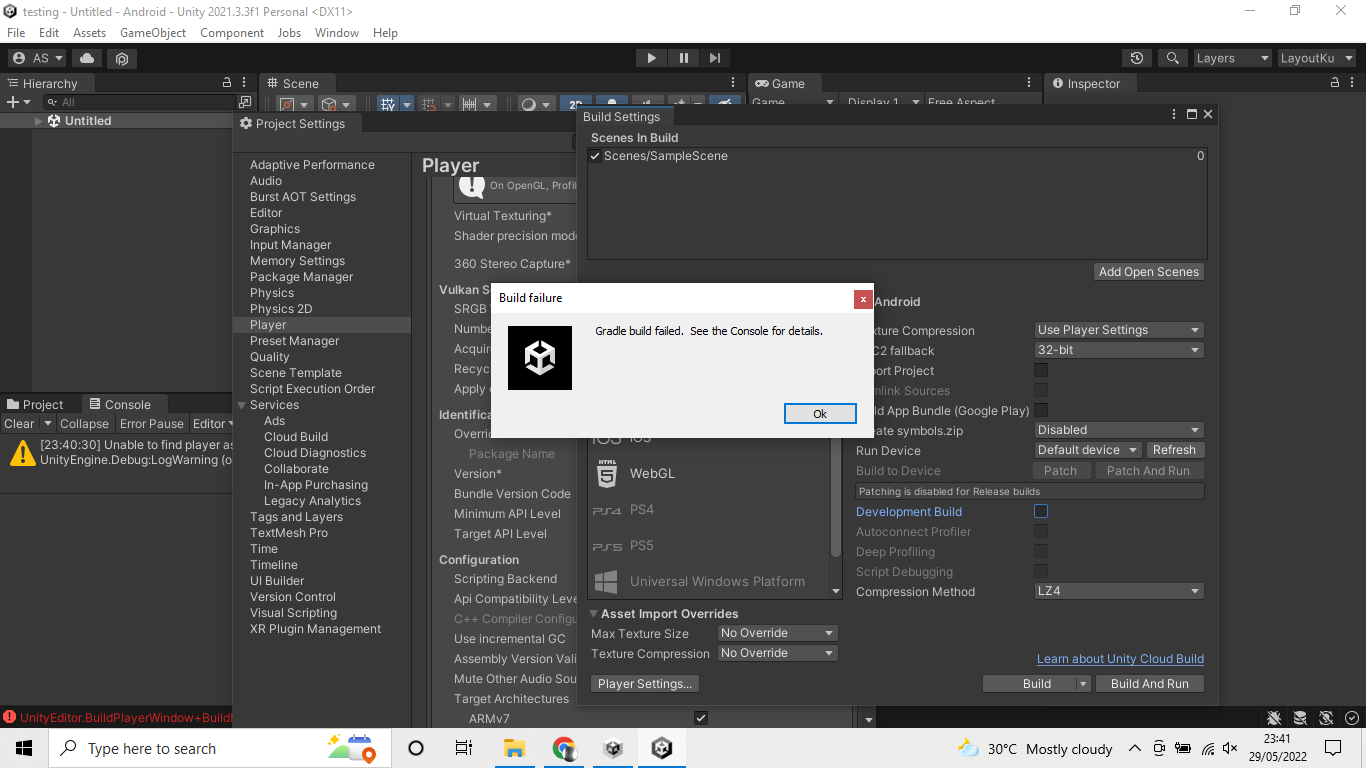 testing - Untitled - Android - Unity 2021.3.3f1 Personal <DX11>
File Edit Assets GameObject Component Jobs Window Help
AS Layers LayoutKu
Hierarchy
All
Untitled
Scene
2D
Game
Game Display 1 Free Aspect
Inspector
Project Settings
Adaptive Performance
Audio
Burst AOT Settings
Editor
Graphics
Input Manager
Memory Settings
Package Manager
Physics
Physics 2D
Player
Preset Manager
Quality
Scene Template
Script Execution Order
Services
Ads
Cloud Build
Cloud Diagnostics
Collaborate
In-App Purchasing
Legacy Analytics
Tags and Layers
TextMesh Pro
Time
Timeline
UI Builder
Version Control
Visual Scripting
XR Plugin Management
Player
On OpenGL, Profil
Virtual Texturing*
Shader precision mode
360 Stereo Capture*
Vulkan S
SRGB
Numbe
Acquir
Recyc
Apply
Identifica
Overri
Package Name
Version*
Bundle Version Code
Minimum API Level
Target API Level
Configuration
Scripting Backend
Api Compatibility Leve
C++ Compiler Configu
Use incremental GC
Assembly Version Vali
Mute Other Audio Sou
Target Architectures
ARMv7
Build Settings
Scenes In Build
Scenes/SampleScene 0
Add Open Scenes
Build failure
Gradle build failed. See the Console for details.
Ok
iOS iOS
HTML
5
WebGL
PS4 PS4
PS5 PS5
Universal Windows Platform
Android
xture Compression Use Player Settings
C2 fallback 32-bit
port Project
mlink Sources
ld App Bundle (Google Play)
eate symbols.zip Disabled
Run Device Default device Refresh
Build to Device Patch Patch And Run
Patching is disabled for Release builds
Development Build
Autoconnect Profiler
Deep Profiling
Script Debugging
Compression Method LZ4
Asset Import Overrides
Max Texture Size No Override
Texture Compression No Override
Learn about Unity Cloud Build
Player Settings... Build Build And Run
Project Console
Clear Collapse Error Pause Editor
[23:40:30] Unable to find player as
UnityEngine.Debug:LogWarning (o
UnityEditor.BuildPlayerWindow+Build
Type here to search
30°C Mostly cloudy
23:41
29/05/2022